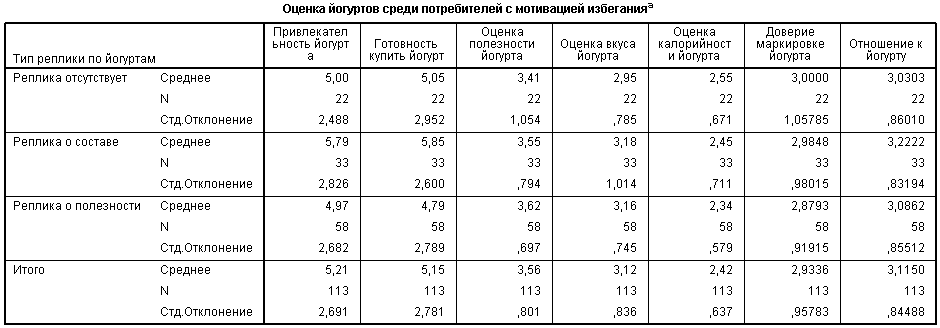 Оценка йогуртов среди потребителей с мотивацией избегания^a
Тип реплики по йогуртам Привлекательность йогурта Готовность купить йогурт Оценка полезности йогурта Оценка вкуса йогурта Оценка калорийности йогурта Доверие маркировке йогурта Отношение к йогурту
Реплика отсутствует Среднее 5,00 5,05 3,41 2,95 2,55 3,0000 3,0303
N 22 22 22 22 22 22 22
Стд.Отклонение 2,488 2,952 1,054 ,785 ,671 1,05785 ,86010
Реплика о составе Среднее 5,79 5,85 3,55 3,18 2,45 2,9848 3,2222
N 33 33 33 33 33 33 33
Стд.Отклонение 2,826 2,600 ,794 1,014 ,711 ,98015 ,83194
Реплика о полезности Среднее 4,97 4,79 3,62 3,16 2,34 2,8793 3,0862
N 58 58 58 58 58 58 58
Стд.Отклонение 2,682 2,789 ,697 ,745 ,579 ,91915 ,85512
Итого Среднее 5,21 5,15 3,56 3,12 2,42 2,9336 3,1150
N 113 113 113 113 113 113 113
Стд.Отклонение 2,691 2,781 ,801 ,836 ,637 ,95783 ,84488